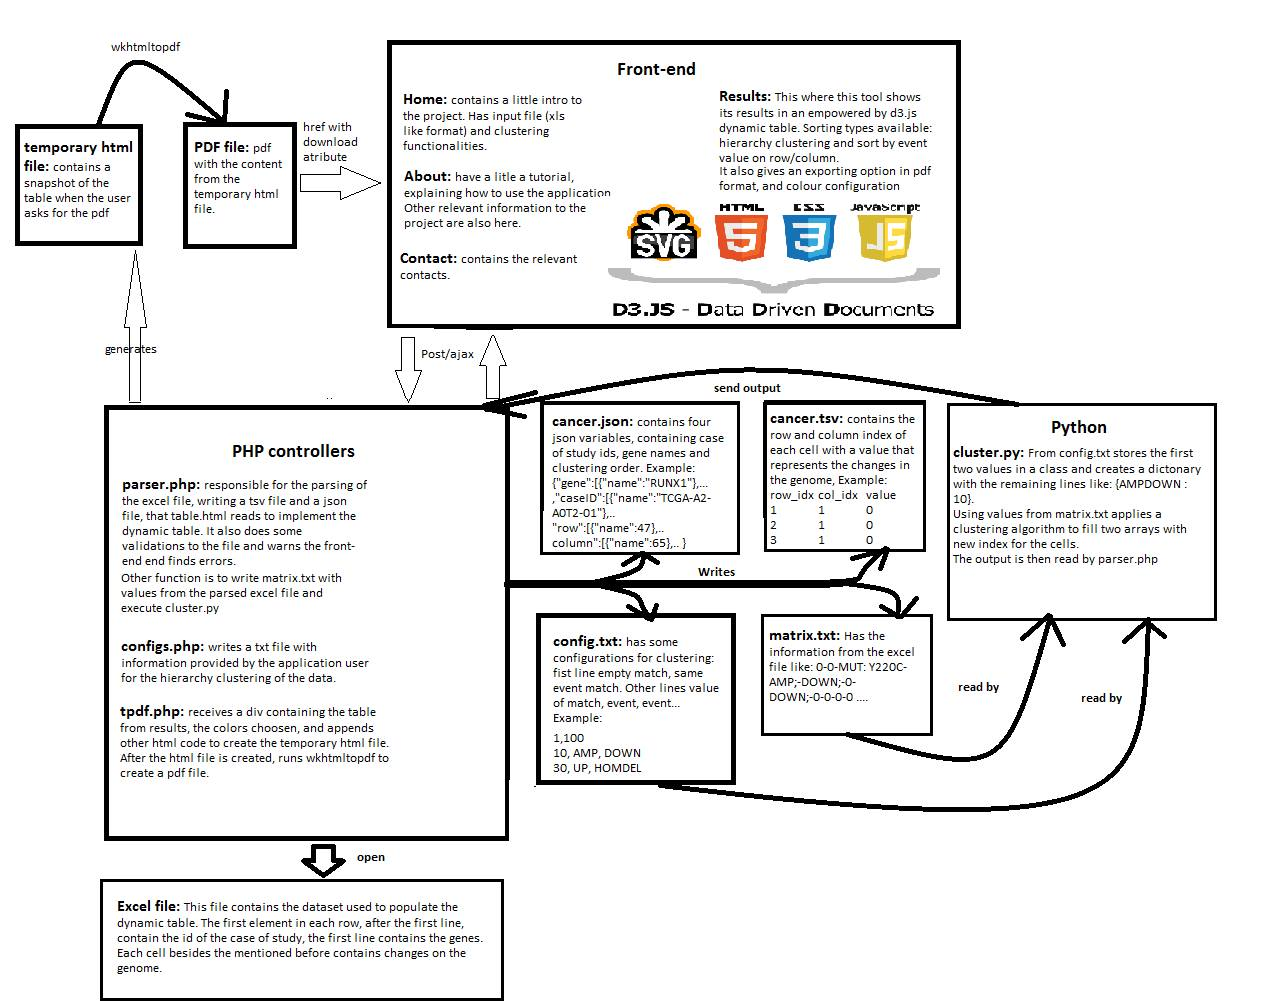 wkhtmltopdf
temporary html
file: contains a
snapshot of the
table when the user
asks for the pdf
PDF file: pdf
with the content
from the
temporary html
file.
href with
download
atribute
generates
Front-end
Home: contains a little intro to
the project. Has input file (xls
like format) and clustering
functionalities.
About: have a litle a tutorial,
explaining how to use the application
Other relevant information to the
project are also here.
Contact: contains the relevant
contacts.
Results: This where this tool shows
its results in an empowered by d3.js
dynamic table. Sorting types available:
hierarchy clustering and sort by event
value on row/column.
It also gives an exporting option in pdf
format, and colour configuration
SVG
HTML
5
CSS
3
JavaScript
JS
D3.JS - Data Driven Documents
Post/ajax
send output
PHP controllers
parser.php: responsible for the parsing of
the excel file, writing a tsv file and a json
file, that table.html reads to implement the
dynamic table. It also does some
validations to the file and warns the front-
end end finds errors.
Other function is to write matrix.txt with
values from the parsed excel file and
execute cluster.py
configs.php: writes a txt file with
information provided by the application user
for the hierarchy clustering of the data.
tpdf.php: receives a div containing the table
from results, the colors choosen, and appends
other html code to create the temporary html file.
After the html file is created, runs wkhtmltopdf to
create a pdf file.
cancer.json: contains four
json variables, containing case
of study ids, gene names and
clustering order. Example:
{"gene":[{"name":"RUNX1"},...
,"caseID":[{"name":"TCGA-A2-
A0T2-01"},..
"row":[{"name":47},..
column":[{"name":65},.. }
cancer.tsv: contains the
row and column index of
each cell with a value that
represents the changes in
the genome, Example:
row_idx col_idx value
1 1 0
2 1 0
3 1 0
Python
cluster.py: From config.txt stores the first
two values in a class and creates a dictonary
with the remaining lines like: {AMPDOWN :
10}.
Using values from matrix.txt applies a
clustering algorithm to fill two arrays with
new index for the cells.
The output is then read by parser.php
Writes
config.txt: has some
configurations for clustering:
fist line empty match, same
event match. Other lines value
of match, event, event...
Example:
1,100
10, AMP, DOWN
30, UP, HOMDEL
matrix.txt: Has the
information from the excel
file like: 0-0-MUT: Y220C-
AMP;-DOWN;-0-
DOWN;-0-0-0-0 ....
read by
read by
open
Excel file: This file contains the dataset used to populate the
dynamic table. The first element in each row, after the first line,
contain the id of the case of study, the first line contains the genes.
Each cell besides the mentioned before contains changes on the
genome.